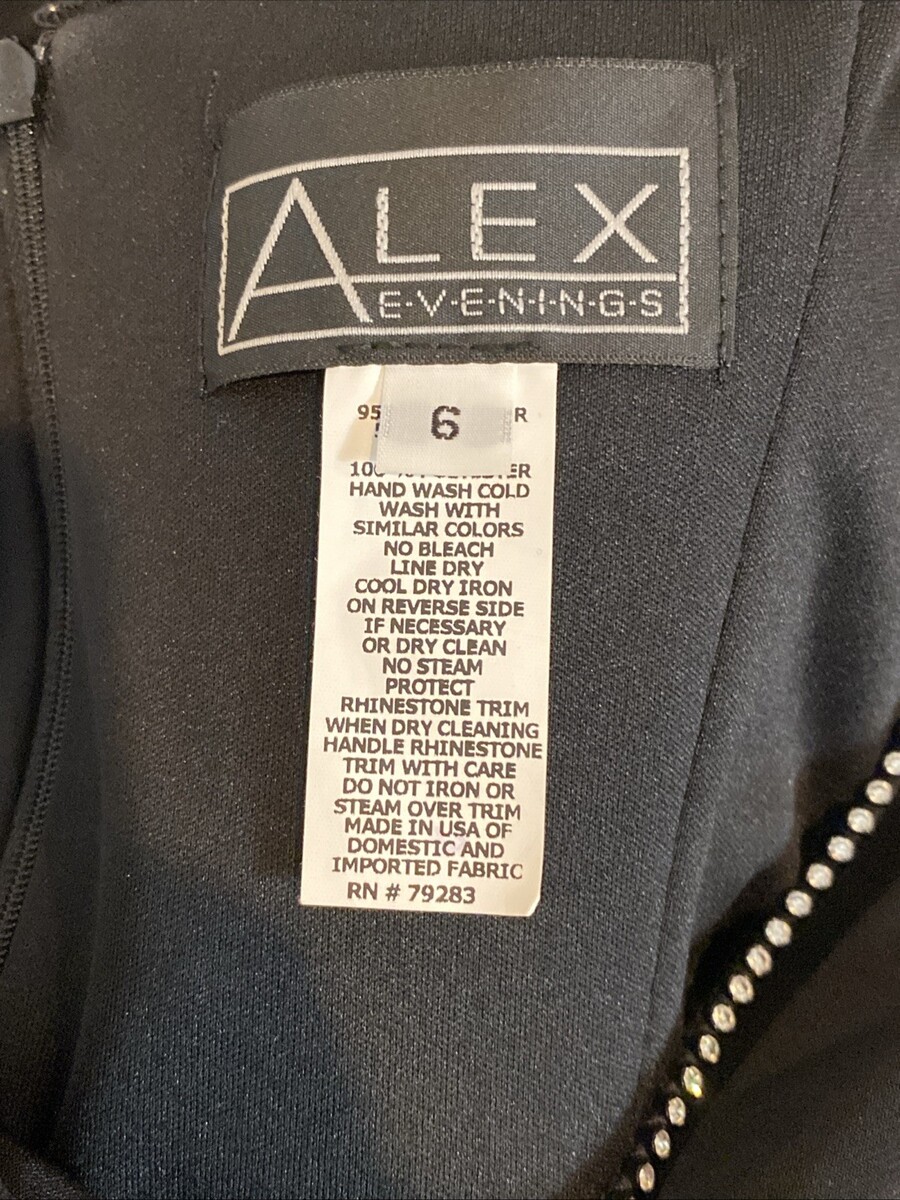 ALEX
E·V·E·N·I·N·G·S
6
95
HAND WASH COLD
WASH WITH
SIMILAR COLORS
NO BLEACH
LINE DRY
COOL DRY IRON
ON REVERSE SIDE
IF NECESSARY
OR DRY CLEAN
NO STEAM
PROTECT
RHINESTONE TRIM
WHEN DRY CLEANING
HANDLE RHINESTONE
TRIM WITH CARE
DO NOT IRON OR
STEAM OVER TRIM
MADE IN USA OF
DOMESTIC AND
IMPORTED FABRIC
RN # 79283